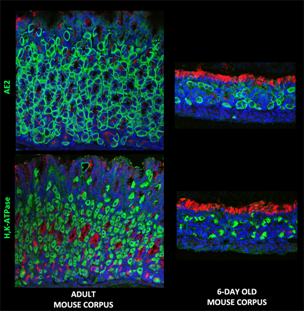 AE2
H,K-ATPase
ADULT
MOUSE CORPUS
6-DAY OLD
MOUSE CORPUS